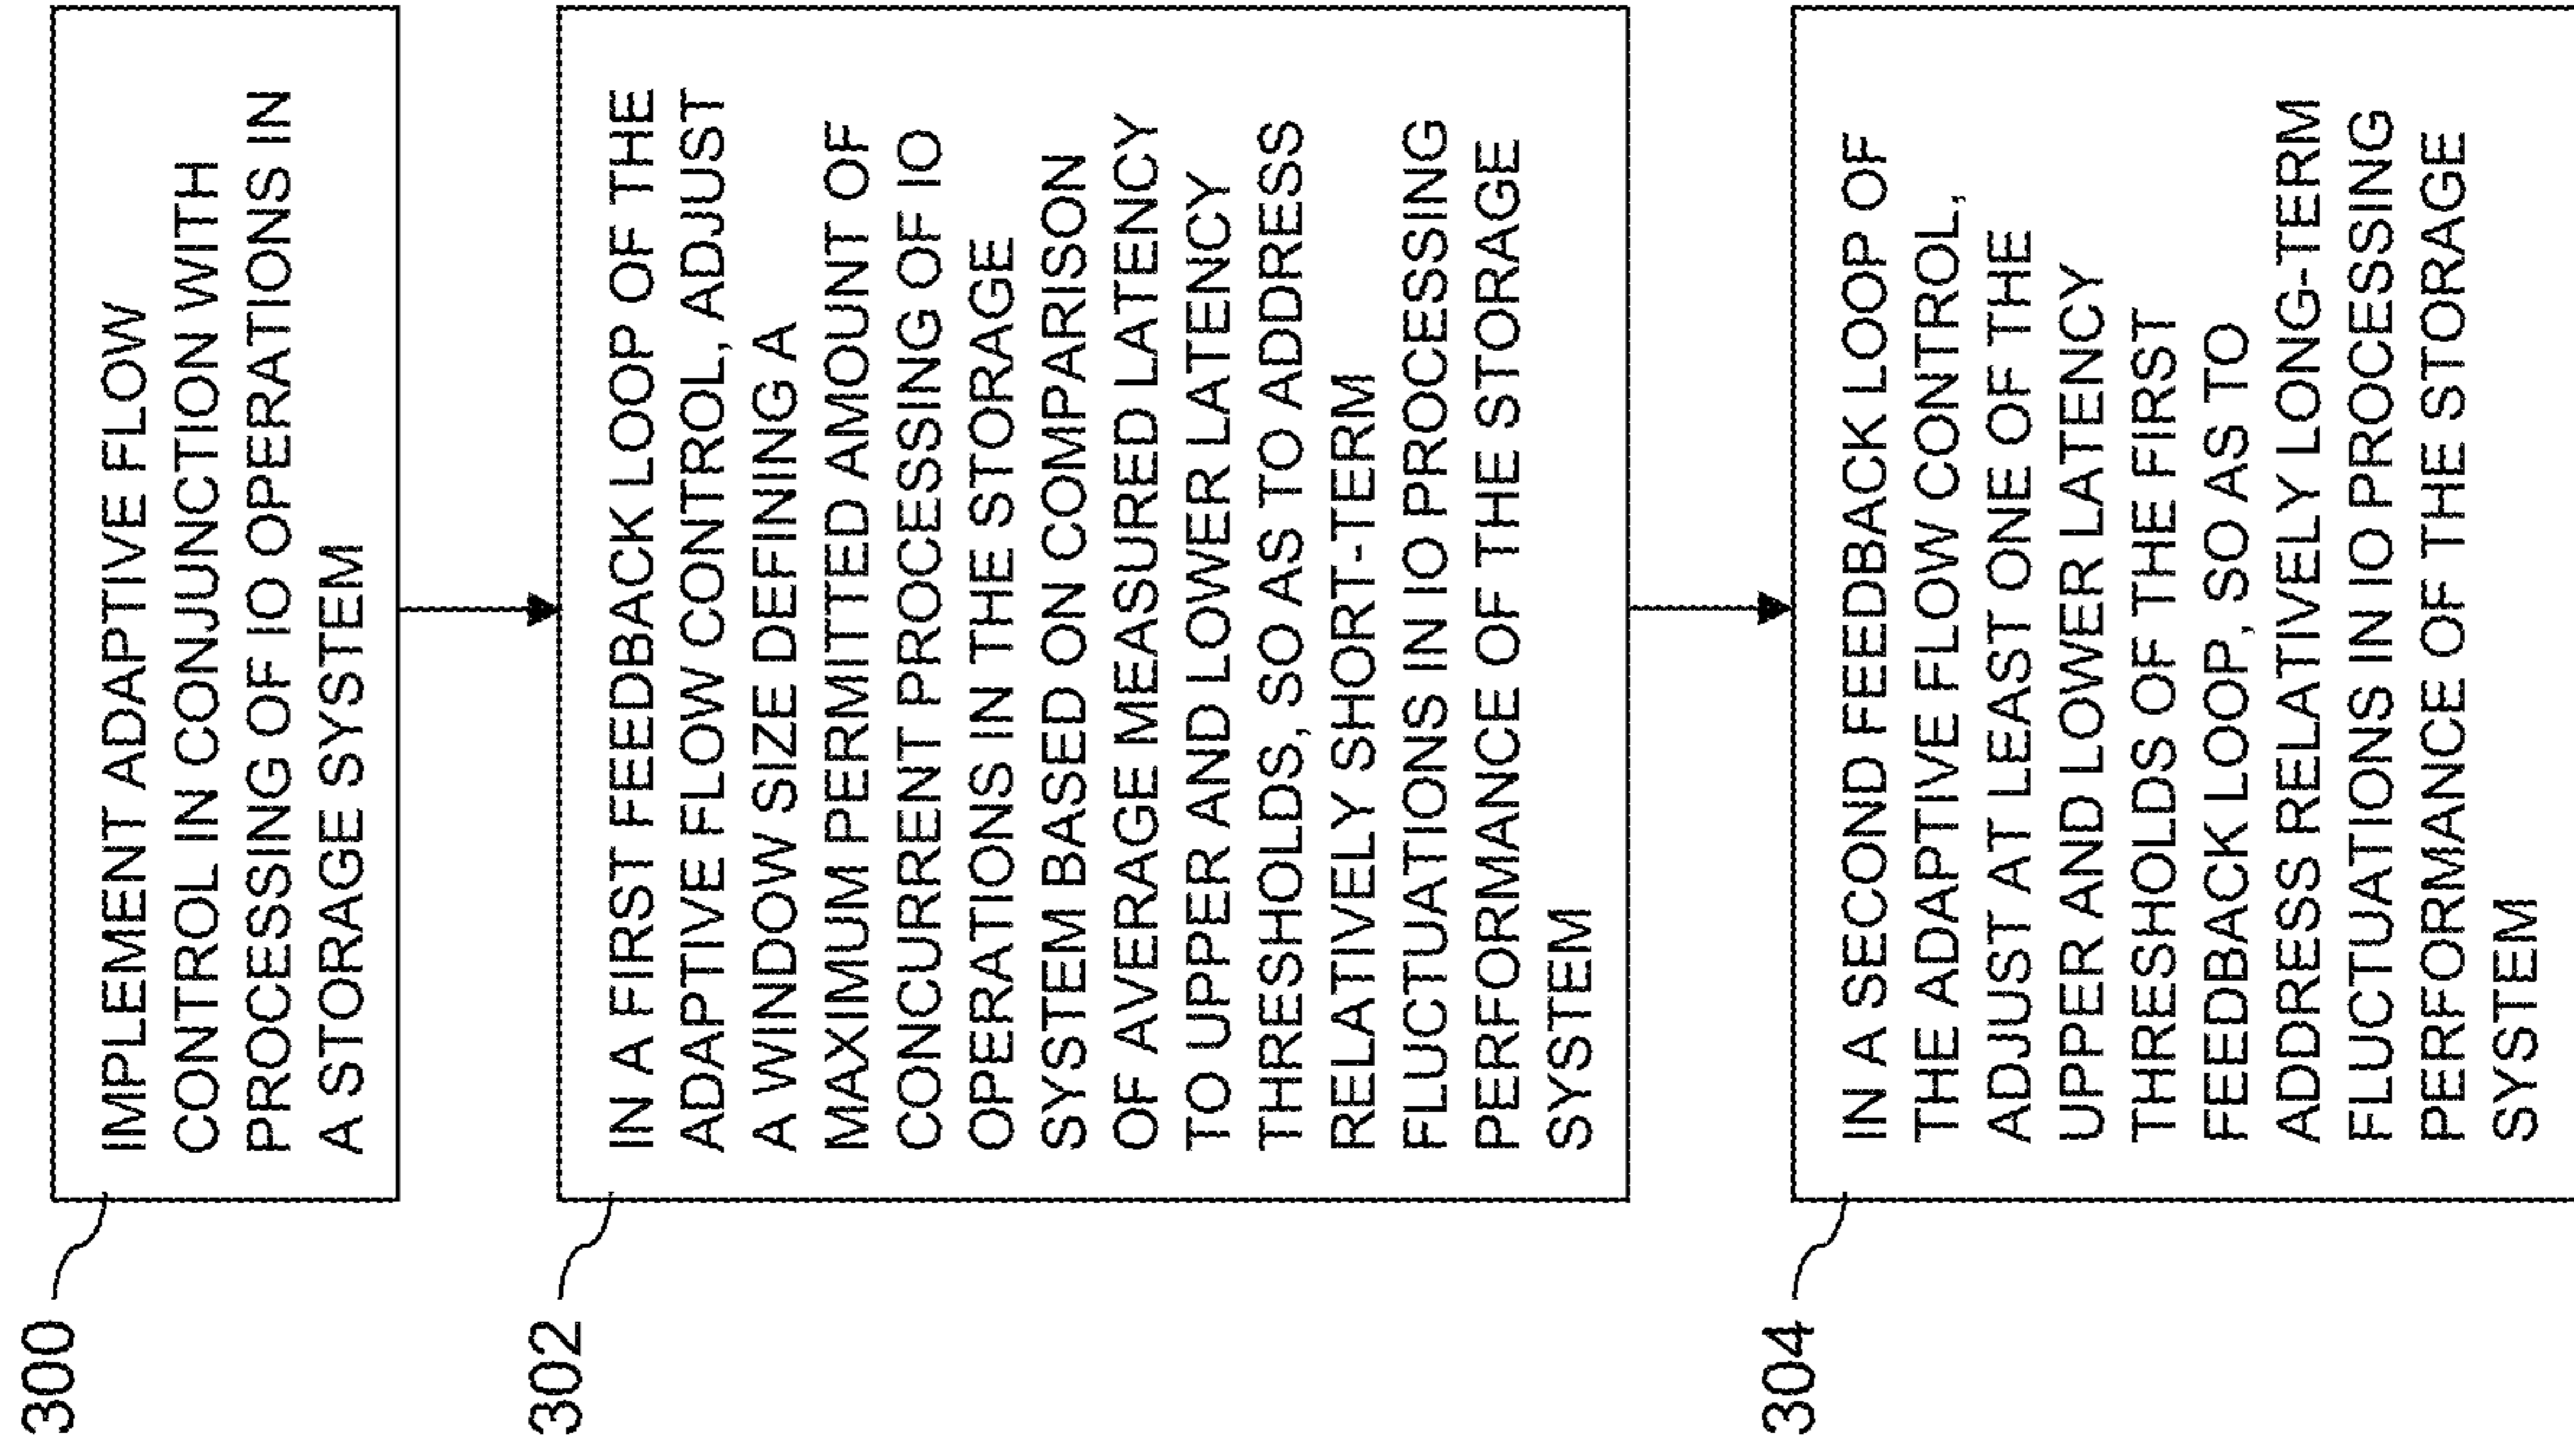 300
IMPLEMENT ADAPTIVE FLOW
CONTROL IN CONJUNCTION WITH
PROCESSING OF IO OPERATIONS IN
A STORAGE SYSTEM
302
IN A FIRST FEEDBACK LOOP OF THE
ADAPTIVE FLOW CONTROL, ADJUST
A WINDOW SIZE DEFINING A
MAXIMUM PERMITTED AMOUNT OF
CONCURRENT PROCESSING OF IO
OPERATIONS IN THE STORAGE
SYSTEM BASED ON COMPARISON
OF AVERAGE MEASURED LATENCY
TO UPPER AND LOWER LATENCY
THRESHOLDS, SO AS TO ADDRESS
RELATIVELY SHORT-TERM
FLUCTUATIONS IN IO PROCESSING
PERFORMANCE OF THE STORAGE
SYSTEM
304
IN A SECOND FEEDBACK LOOP OF
THE ADAPTIVE FLOW CONTROL,
ADJUST AT LEAST ONE OF THE
UPPER AND LOWER LATENCY
THRESHOLDS OF THE FIRST
FEEDBACK LOOP, SO AS TO
ADDRESS RELATIVELY LONG-TERM
FLUCTUATIONS IN IO PROCESSING
PERFORMANCE OF THE STORAGE
SYSTEM